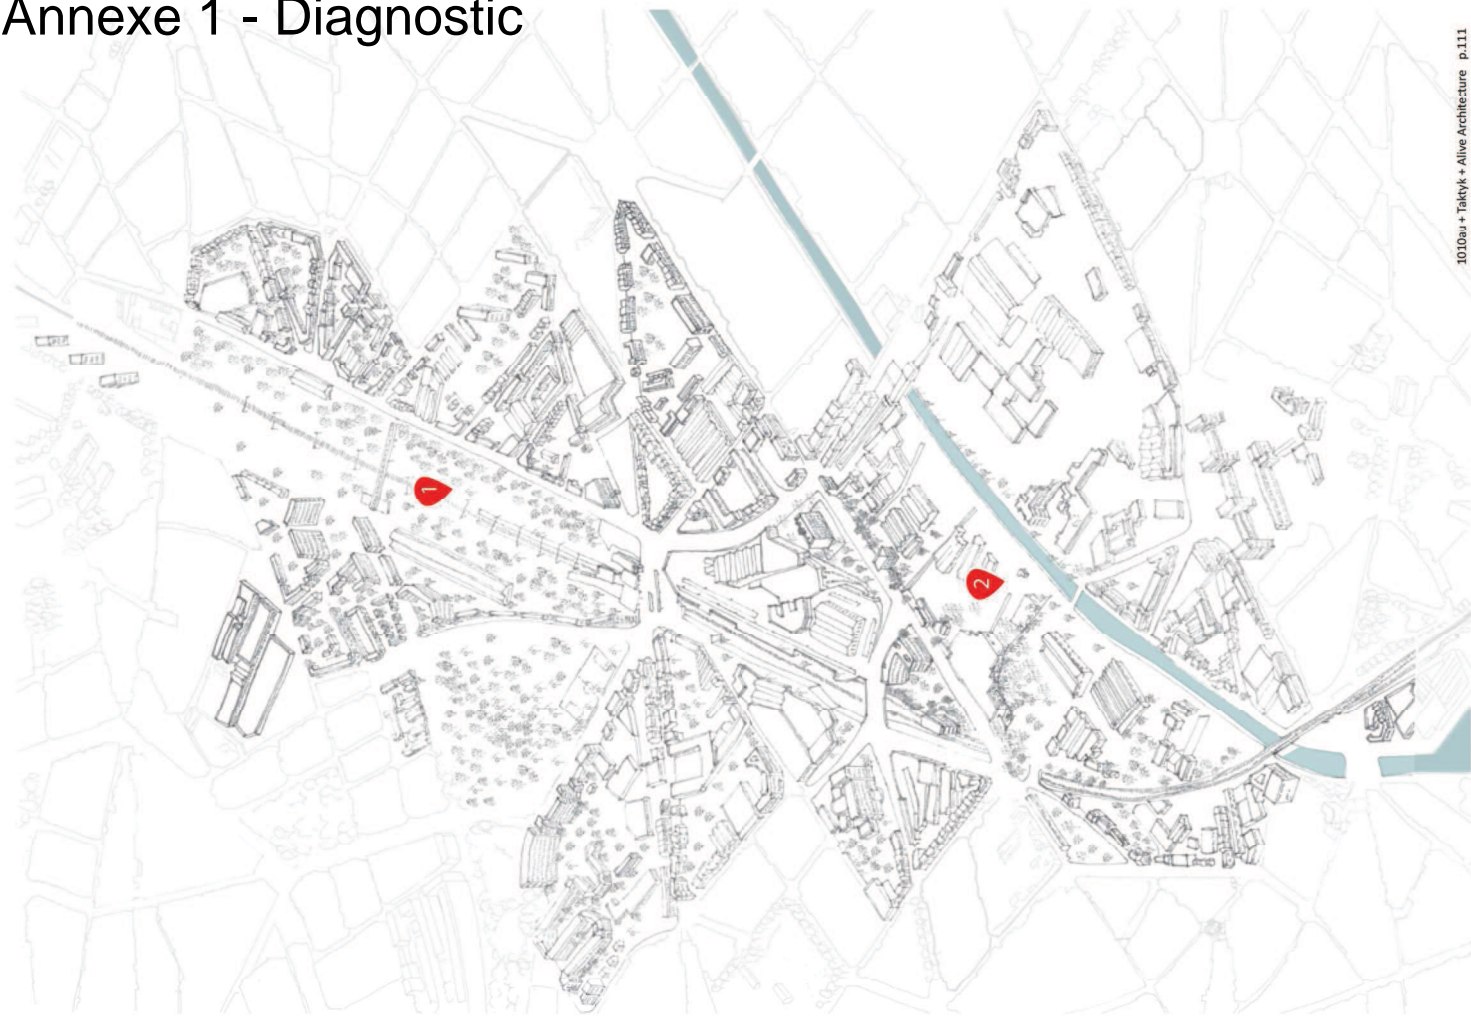 Annexe 1 - Diagnostic
1010au + Taktyk + Alive Architecture p.111
1
2